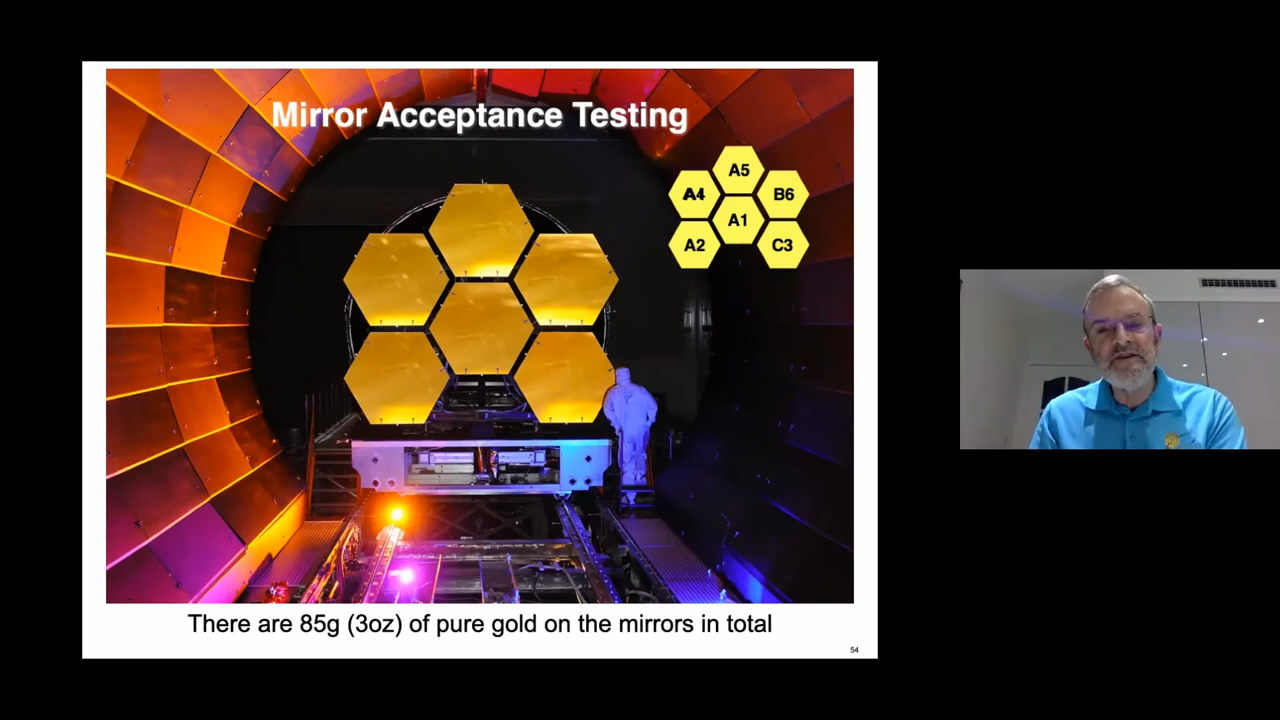 Mirror Acceptance Testing
A5
A4
B6
A1
A2
C3
There are 85g (3oz) of pure gold on the mirrors in total
54